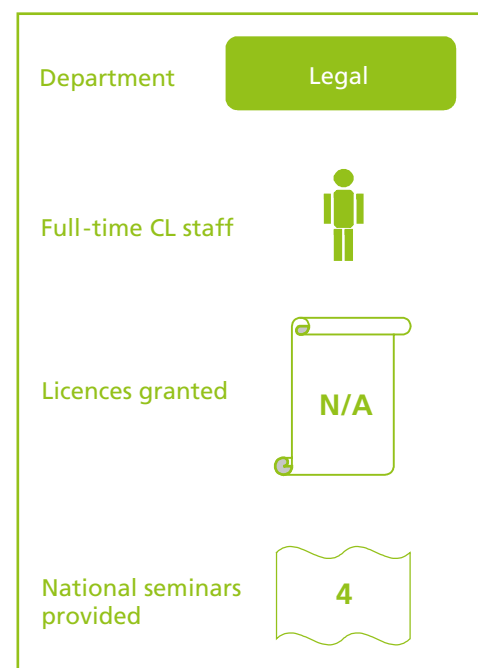 Department Legal
Full-time CL staff
Licences granted N/A
National seminars
provided 4